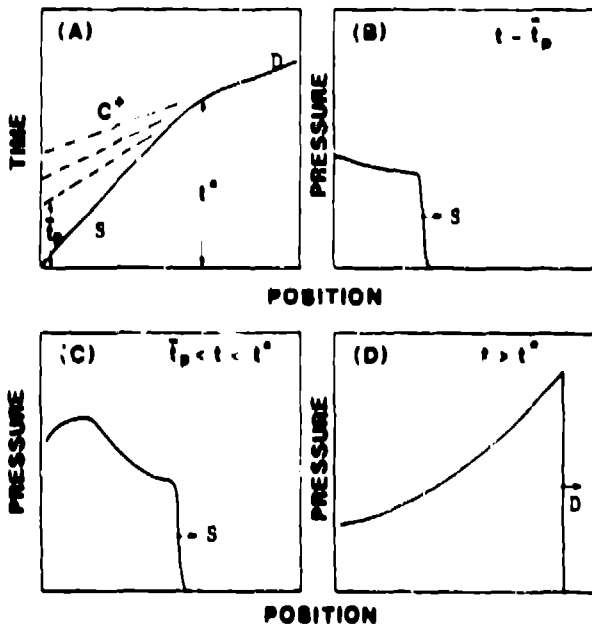 (A)
D
C+
TIME
S
t*
t̄p
(B)
t = t̄p
PRESSURE
S
POSITION
(C)
t̄p < t < t*
PRESSURE
S
(D)
t > t*
PRESSURE
D
POSITION